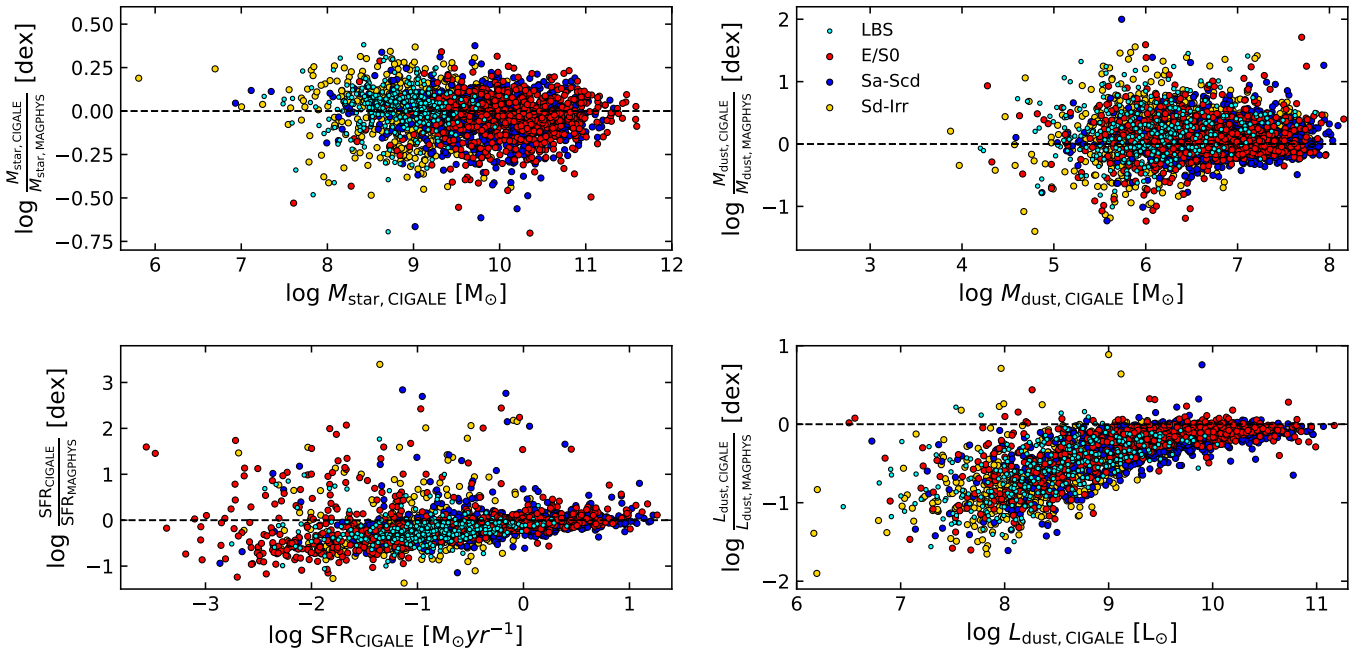 0.50
0.25
0.00
−0.25
−0.50
−0.75
log M_star, CIGALE / M_star, MAGPHYS [dex]
6 7 8 9 10 11 12
log M_star, CIGALE [M⊙]
2
1
0
−1
log M_dust, CIGALE / M_dust, MAGPHYS [dex]
LBS
E/S0
Sa-Scd
Sd-Irr
3 4 5 6 7 8
log M_dust, CIGALE [M⊙]
3
2
1
0
−1
log SFR_CIGALE / SFR_MAGPHYS [dex]
−3 −2 −1 0 1
log SFR_CIGALE [M⊙yr⁻¹]
1
0
−1
−2
log L_dust, CIGALE / L_dust, MAGPHYS [dex]
6 7 8 9 10 11
log L_dust, CIGALE [L⊙]